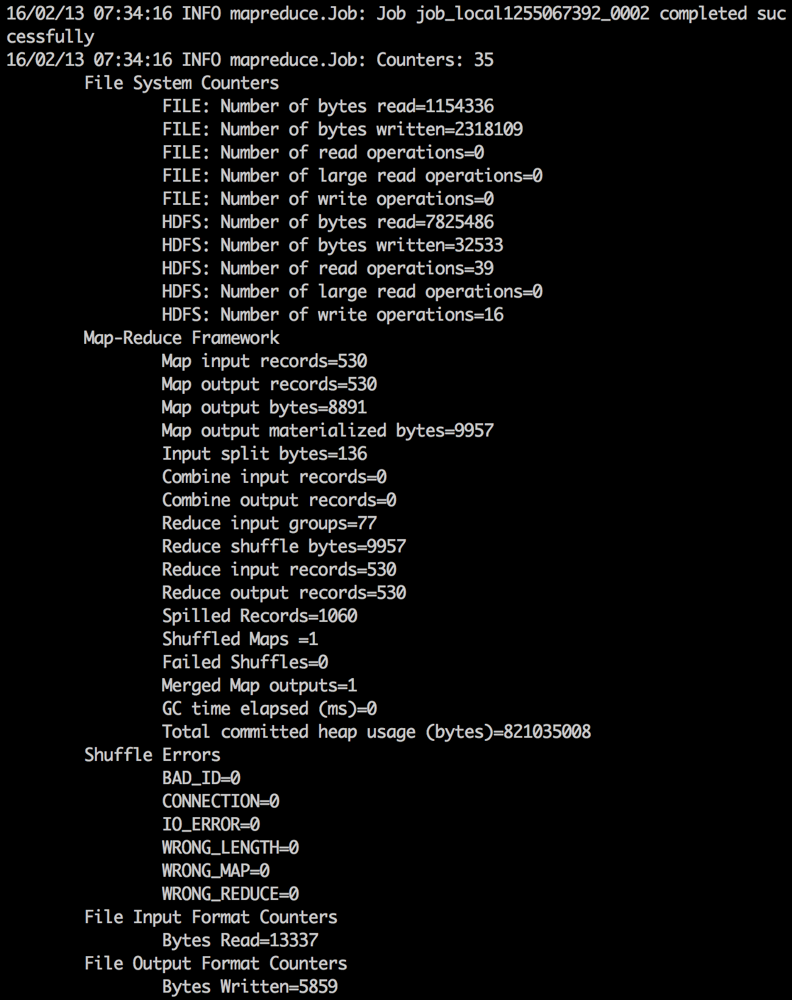 16/02/13 07:34:16 INFO mapreduce.Job: Job job_local1255067392_0002 completed suc
cessfully
16/02/13 07:34:16 INFO mapreduce.Job: Counters: 35
File System Counters
FILE: Number of bytes read=1154336
FILE: Number of bytes written=2318109
FILE: Number of read operations=0
FILE: Number of large read operations=0
FILE: Number of write operations=0
HDFS: Number of bytes read=7825486
HDFS: Number of bytes written=32533
HDFS: Number of read operations=39
HDFS: Number of large read operations=0
HDFS: Number of write operations=16
Map-Reduce Framework
Map input records=530
Map output records=530
Map output bytes=8891
Map output materialized bytes=9957
Input split bytes=136
Combine input records=0
Combine output records=0
Reduce input groups=77
Reduce shuffle bytes=9957
Reduce input records=530
Reduce output records=530
Spilled Records=1060
Shuffled Maps =1
Failed Shuffles=0
Merged Map outputs=1
GC time elapsed (ms)=0
Total committed heap usage (bytes)=821035008
Shuffle Errors
BAD_ID=0
CONNECTION=0
IO_ERROR=0
WRONG_LENGTH=0
WRONG_MAP=0
WRONG_REDUCE=0
File Input Format Counters
Bytes Read=13337
File Output Format Counters
Bytes Written=5859